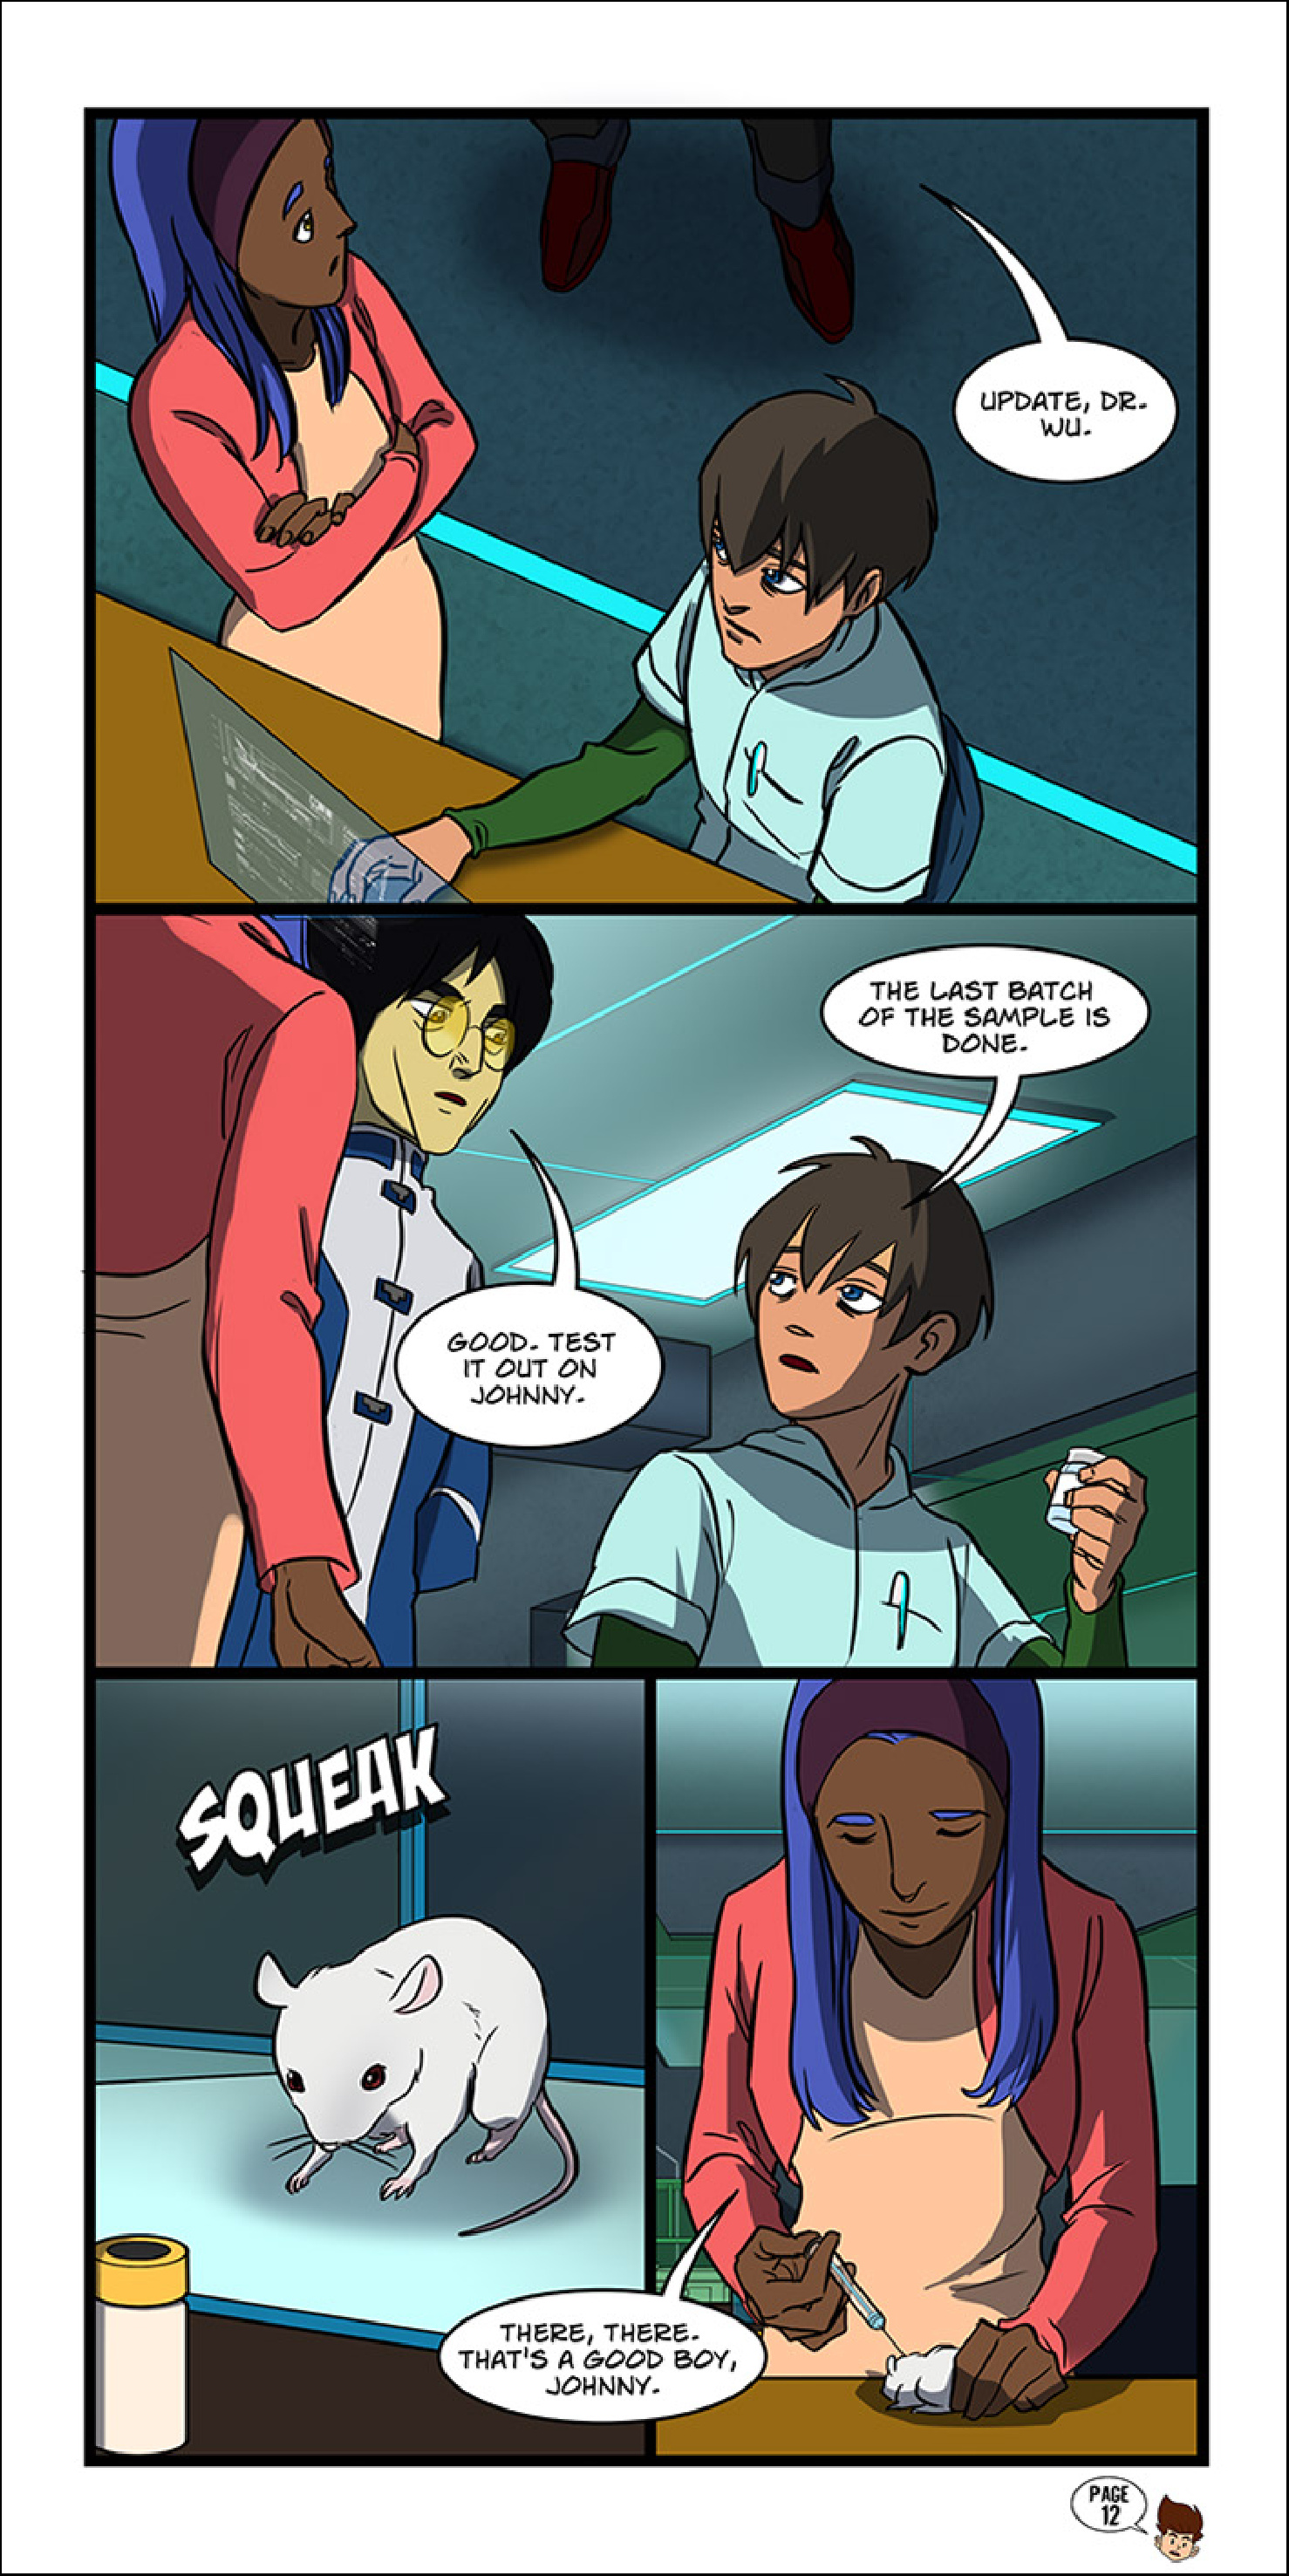 UPDATE, DR.
WU.
THE LAST BATCH
OF THE SAMPLE IS
DONE.
GOOD. TEST
IT OUT ON
JOHNNY.
SQUEAK
THERE, THERE.
THAT'S A GOOD BOY,
JOHNNY.
PAGE
12